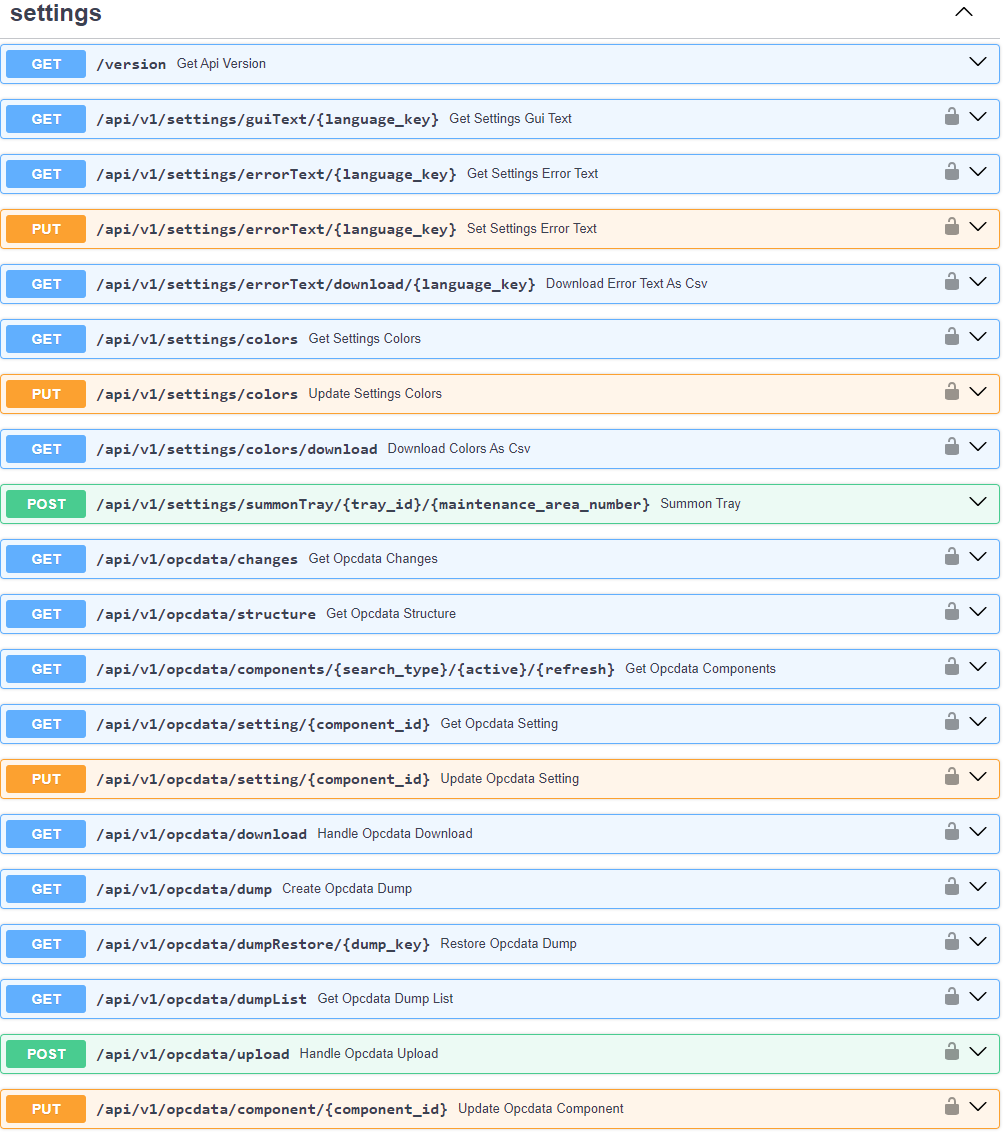 settings
GET /version Get Api Version
GET /api/v1/settings/guiText/{language_key} Get Settings Gui Text
GET /api/v1/settings/errorText/{language_key} Get Settings Error Text
PUT /api/v1/settings/errorText/{language_key} Set Settings Error Text
GET /api/v1/settings/errorText/download/{language_key} Download Error Text As Csv
GET /api/v1/settings/colors Get Settings Colors
PUT /api/v1/settings/colors Update Settings Colors
GET /api/v1/settings/colors/download Download Colors As Csv
POST /api/v1/settings/summonTray/{tray_id}/{maintenance_area_number} Summon Tray
GET /api/v1/opcdata/changes Get Opcdata Changes
GET /api/v1/opcdata/structure Get Opcdata Structure
GET /api/v1/opcdata/components/{search_type}/{active}/{refresh} Get Opcdata Components
GET /api/v1/opcdata/setting/{component_id} Get Opcdata Setting
PUT /api/v1/opcdata/setting/{component_id} Update Opcdata Setting
GET /api/v1/opcdata/download Handle Opcdata Download
GET /api/v1/opcdata/dump Create Opcdata Dump
GET /api/v1/opcdata/dumpRestore/{dump_key} Restore Opcdata Dump
GET /api/v1/opcdata/dumpList Get Opcdata Dump List
POST /api/v1/opcdata/upload Handle Opcdata Upload
PUT /api/v1/opcdata/component/{component_id} Update Opcdata Component